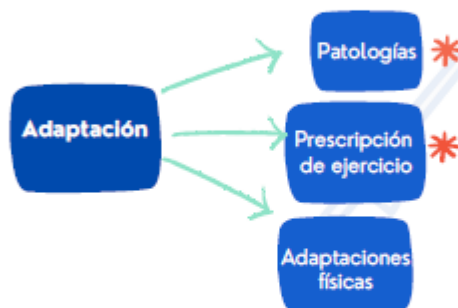 Patologías
Adaptación
Prescripción
de ejercicio
Adaptaciones
físicas